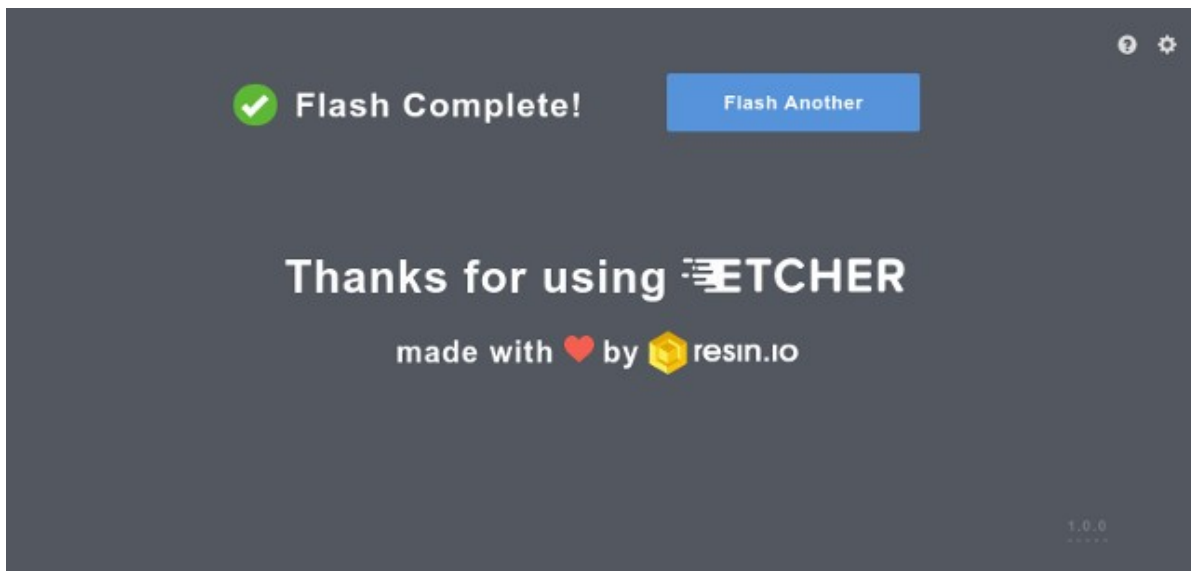 Flash Complete!
Flash Another
Thanks for using ETCHER
made with ❤ by resin.io
1.0.0